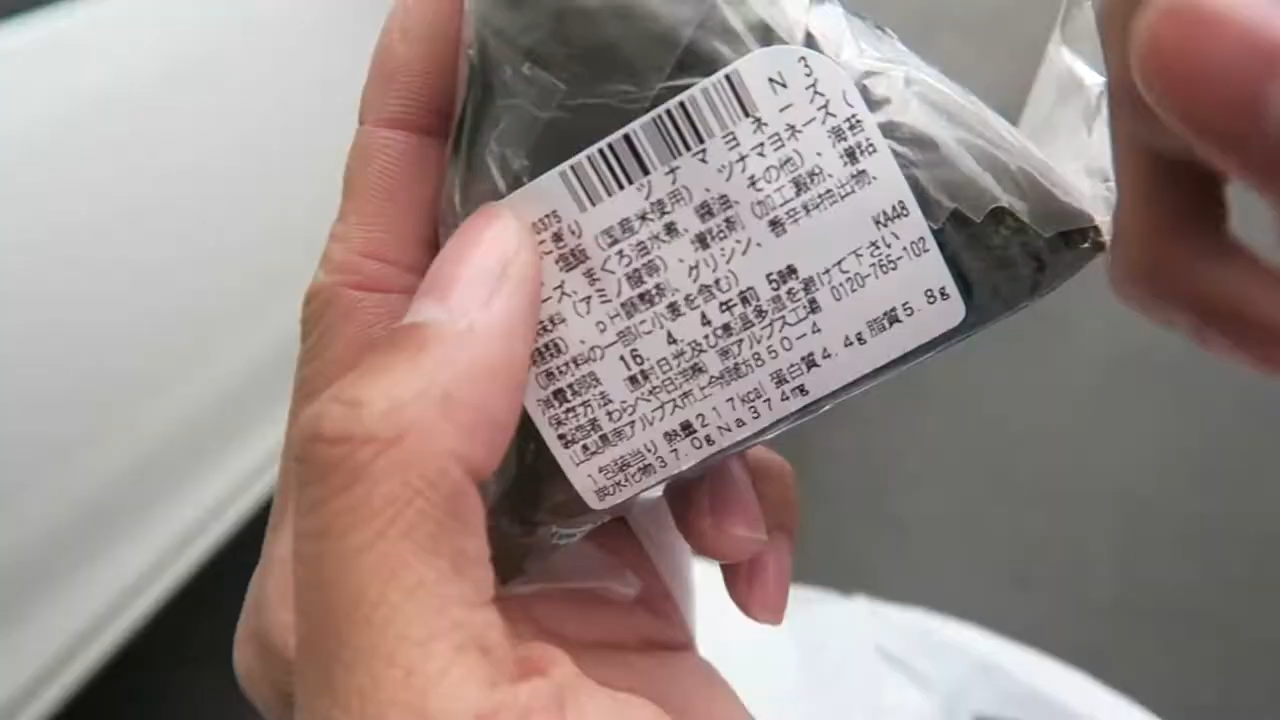 N 3
ツナマヨネーズ
0375
にぎり
塩飯（国産米使用）、ツナマヨネーズ（
ーズ、まぐろ油水煮、醤油、その他）、海苔
味料（アミノ酸等）、増粘剤（加工澱粉、増粘
糖類）、pH調整剤、グリシン、香辛料抽出物、
（原材料の一部に小麦を含む） KA48
消費期限 16. 4. 4午前 5時
保存方法 直射日光及び高温多湿を避けて下さい
製造者 わらべや日洋㈱ 南アルプス工場 0120-765-102
山梨県南アルプス市上今諏訪850-4
1包装当り 熱量217kcal 蛋白質4.4g 脂質5.8g
炭水化物37.0g Na374mg